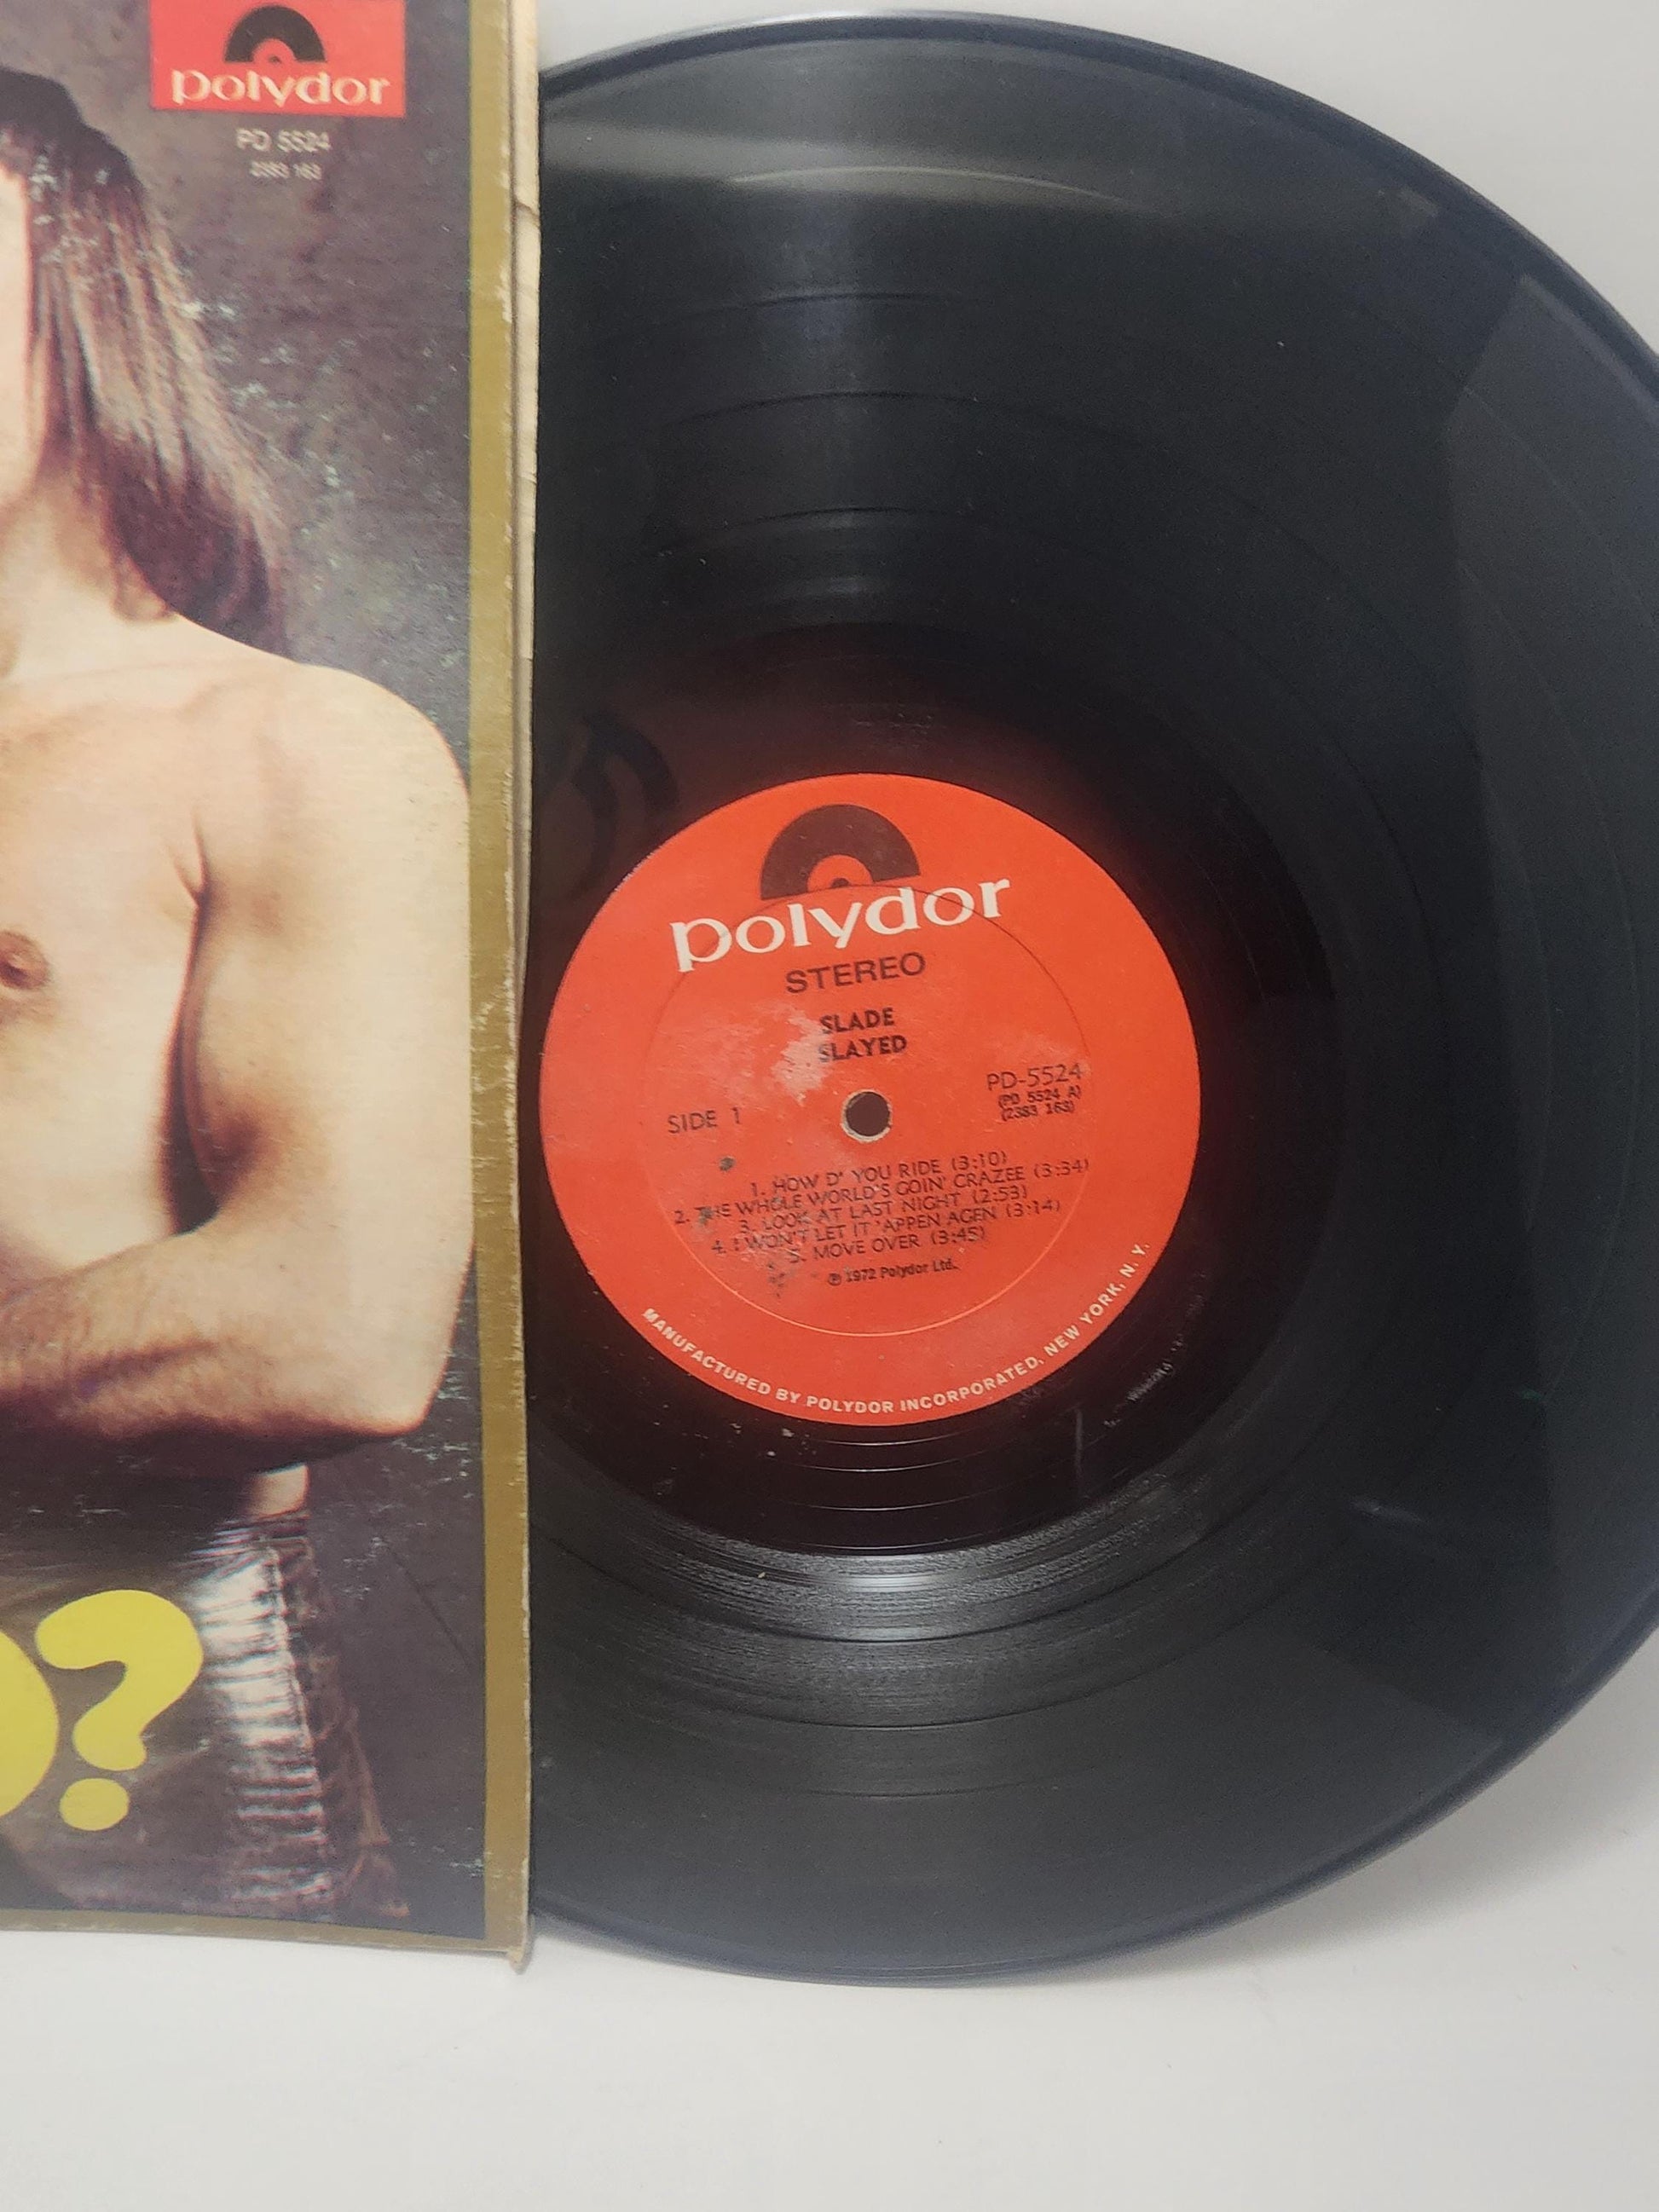 polydor
PD 5524
2383 163
?
polydor
STEREO
SLADE
SLAYED
SIDE 1
PD-5524
(PD 5524 A)
(2383 163)
1. HOW D' YOU RIDE (3:10)
2. THE WHOLE WORLD'S GOIN' CRAZEE (3:34)
3. LOOK AT LAST NIGHT (2:53)
4. I WON'T LET IT 'APPEN AGEN (3:14)
5. MOVE OVER (3:45)
℗ 1972 Polydor Ltd.
MANUFACTURED BY POLYDOR INCORPORATED, NEW YORK, N.Y.